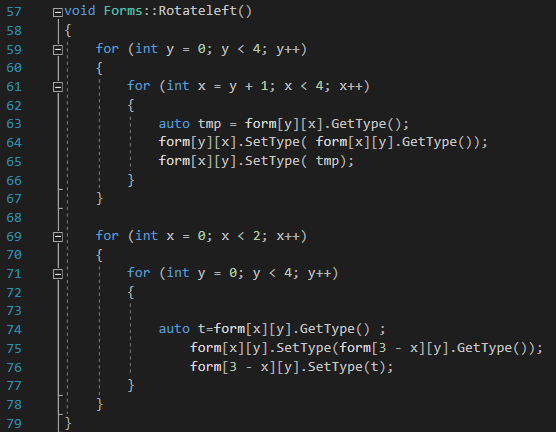 57 void Forms::Rotateleft()
58 {
59     for (int y = 0; y < 4; y++)
60     {
61         for (int x = y + 1; x < 4; x++)
62         {
63             auto tmp = form[y][x].GetType();
64             form[y][x].SetType( form[x][y].GetType());
65             form[x][y].SetType( tmp);
66         }
67     }
68
69     for (int x = 0; x < 2; x++)
70     {
71         for (int y = 0; y < 4; y++)
72         {
73
74             auto t=form[x][y].GetType() ;
75                 form[x][y].SetType(form[3 - x][y].GetType());
76                 form[3 - x][y].SetType(t);
77         }
78     }
79 }